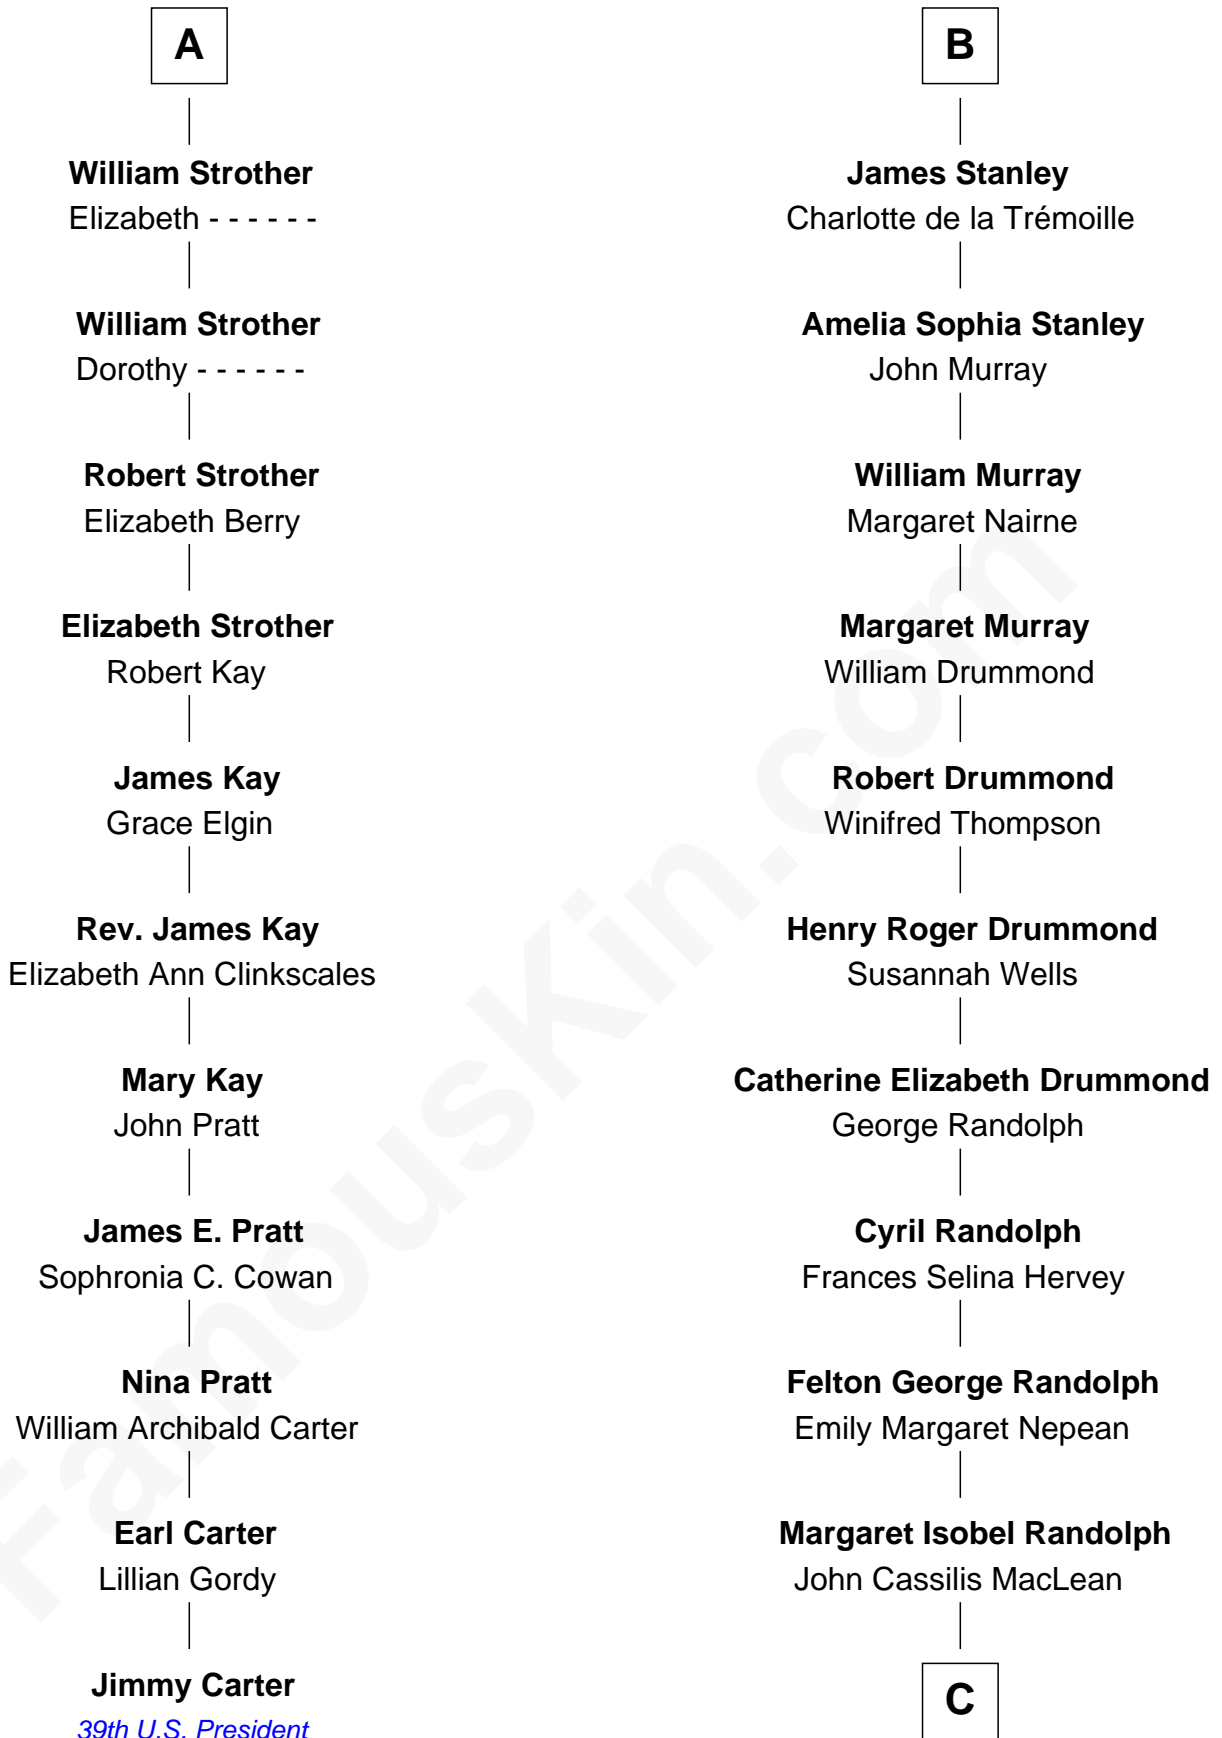 A
William Strother
Elizabeth - - - - - -
William Strother
Dorothy - - - - - -
Robert Strother
Elizabeth Berry
Elizabeth Strother
Robert Kay
James Kay
Grace Elgin
Rev. James Kay
Elizabeth Ann Clinkscales
Mary Kay
John Pratt
James E. Pratt
Sophronia C. Cowan
Nina Pratt
William Archibald Carter
Earl Carter
Lillian Gordy
Jimmy Carter
39th U.S. President
B
James Stanley
Charlotte de la Trémoille
Amelia Sophia Stanley
John Murray
William Murray
Margaret Nairne
Margaret Murray
William Drummond
Robert Drummond
Winifred Thompson
Henry Roger Drummond
Susannah Wells
Catherine Elizabeth Drummond
George Randolph
Cyril Randolph
Frances Selina Hervey
Felton George Randolph
Emily Margaret Nepean
Margaret Isobel Randolph
John Cassilis MacLean
C
FamousKin.com